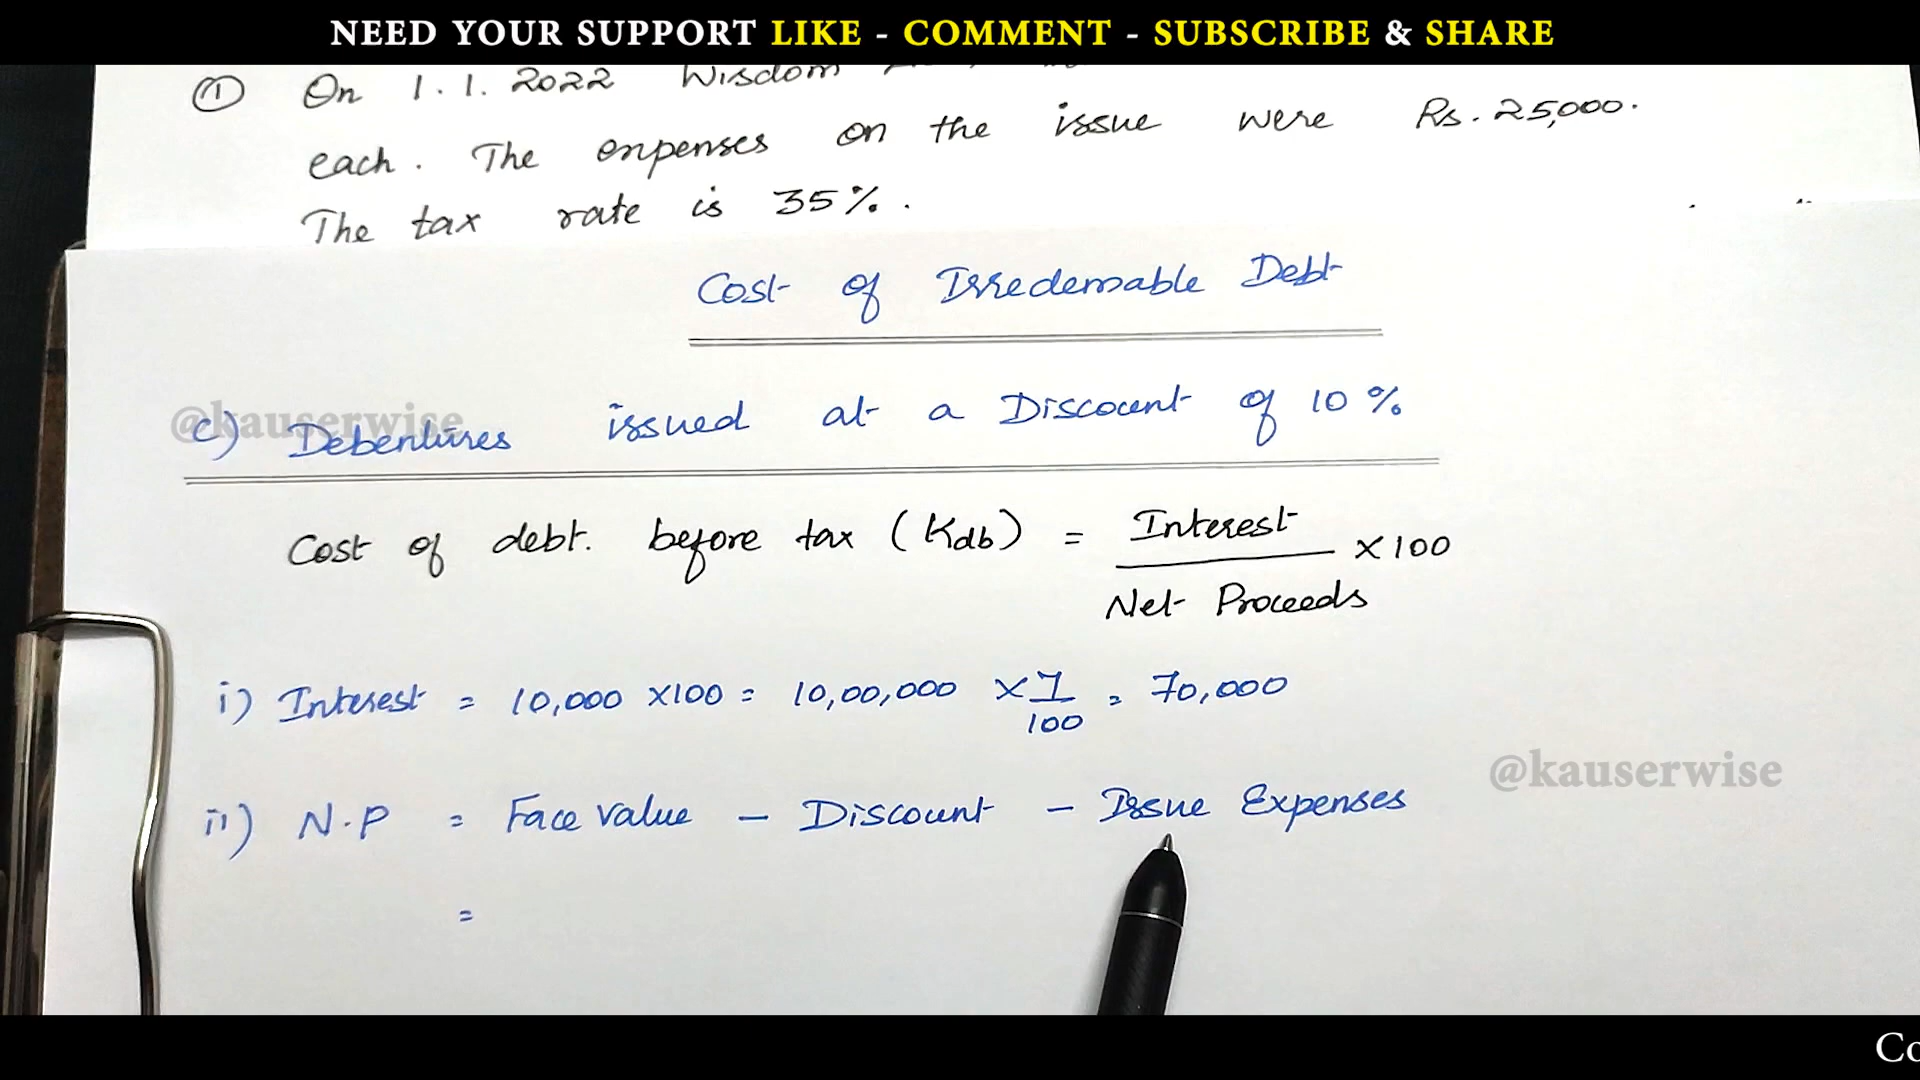 NEED YOUR SUPPORT LIKE - COMMENT - SUBSCRIBE & SHARE
① On 1.1.2022 Wisdom
each. The expenses on the issue were Rs. 25,000.
The tax rate is 35%.
Cost of Irredemable Debt
@kauserwise
c) Debentures issued at a Discount of 10%
Cost of debt. before tax (Kdb) = Interest / Net Proceeds × 100
i) Interest = 10,000 × 100 = 10,00,000 × 7/100 = 70,000
@kauserwise
ii) N.P = Face value - Discount - Issue Expenses
=